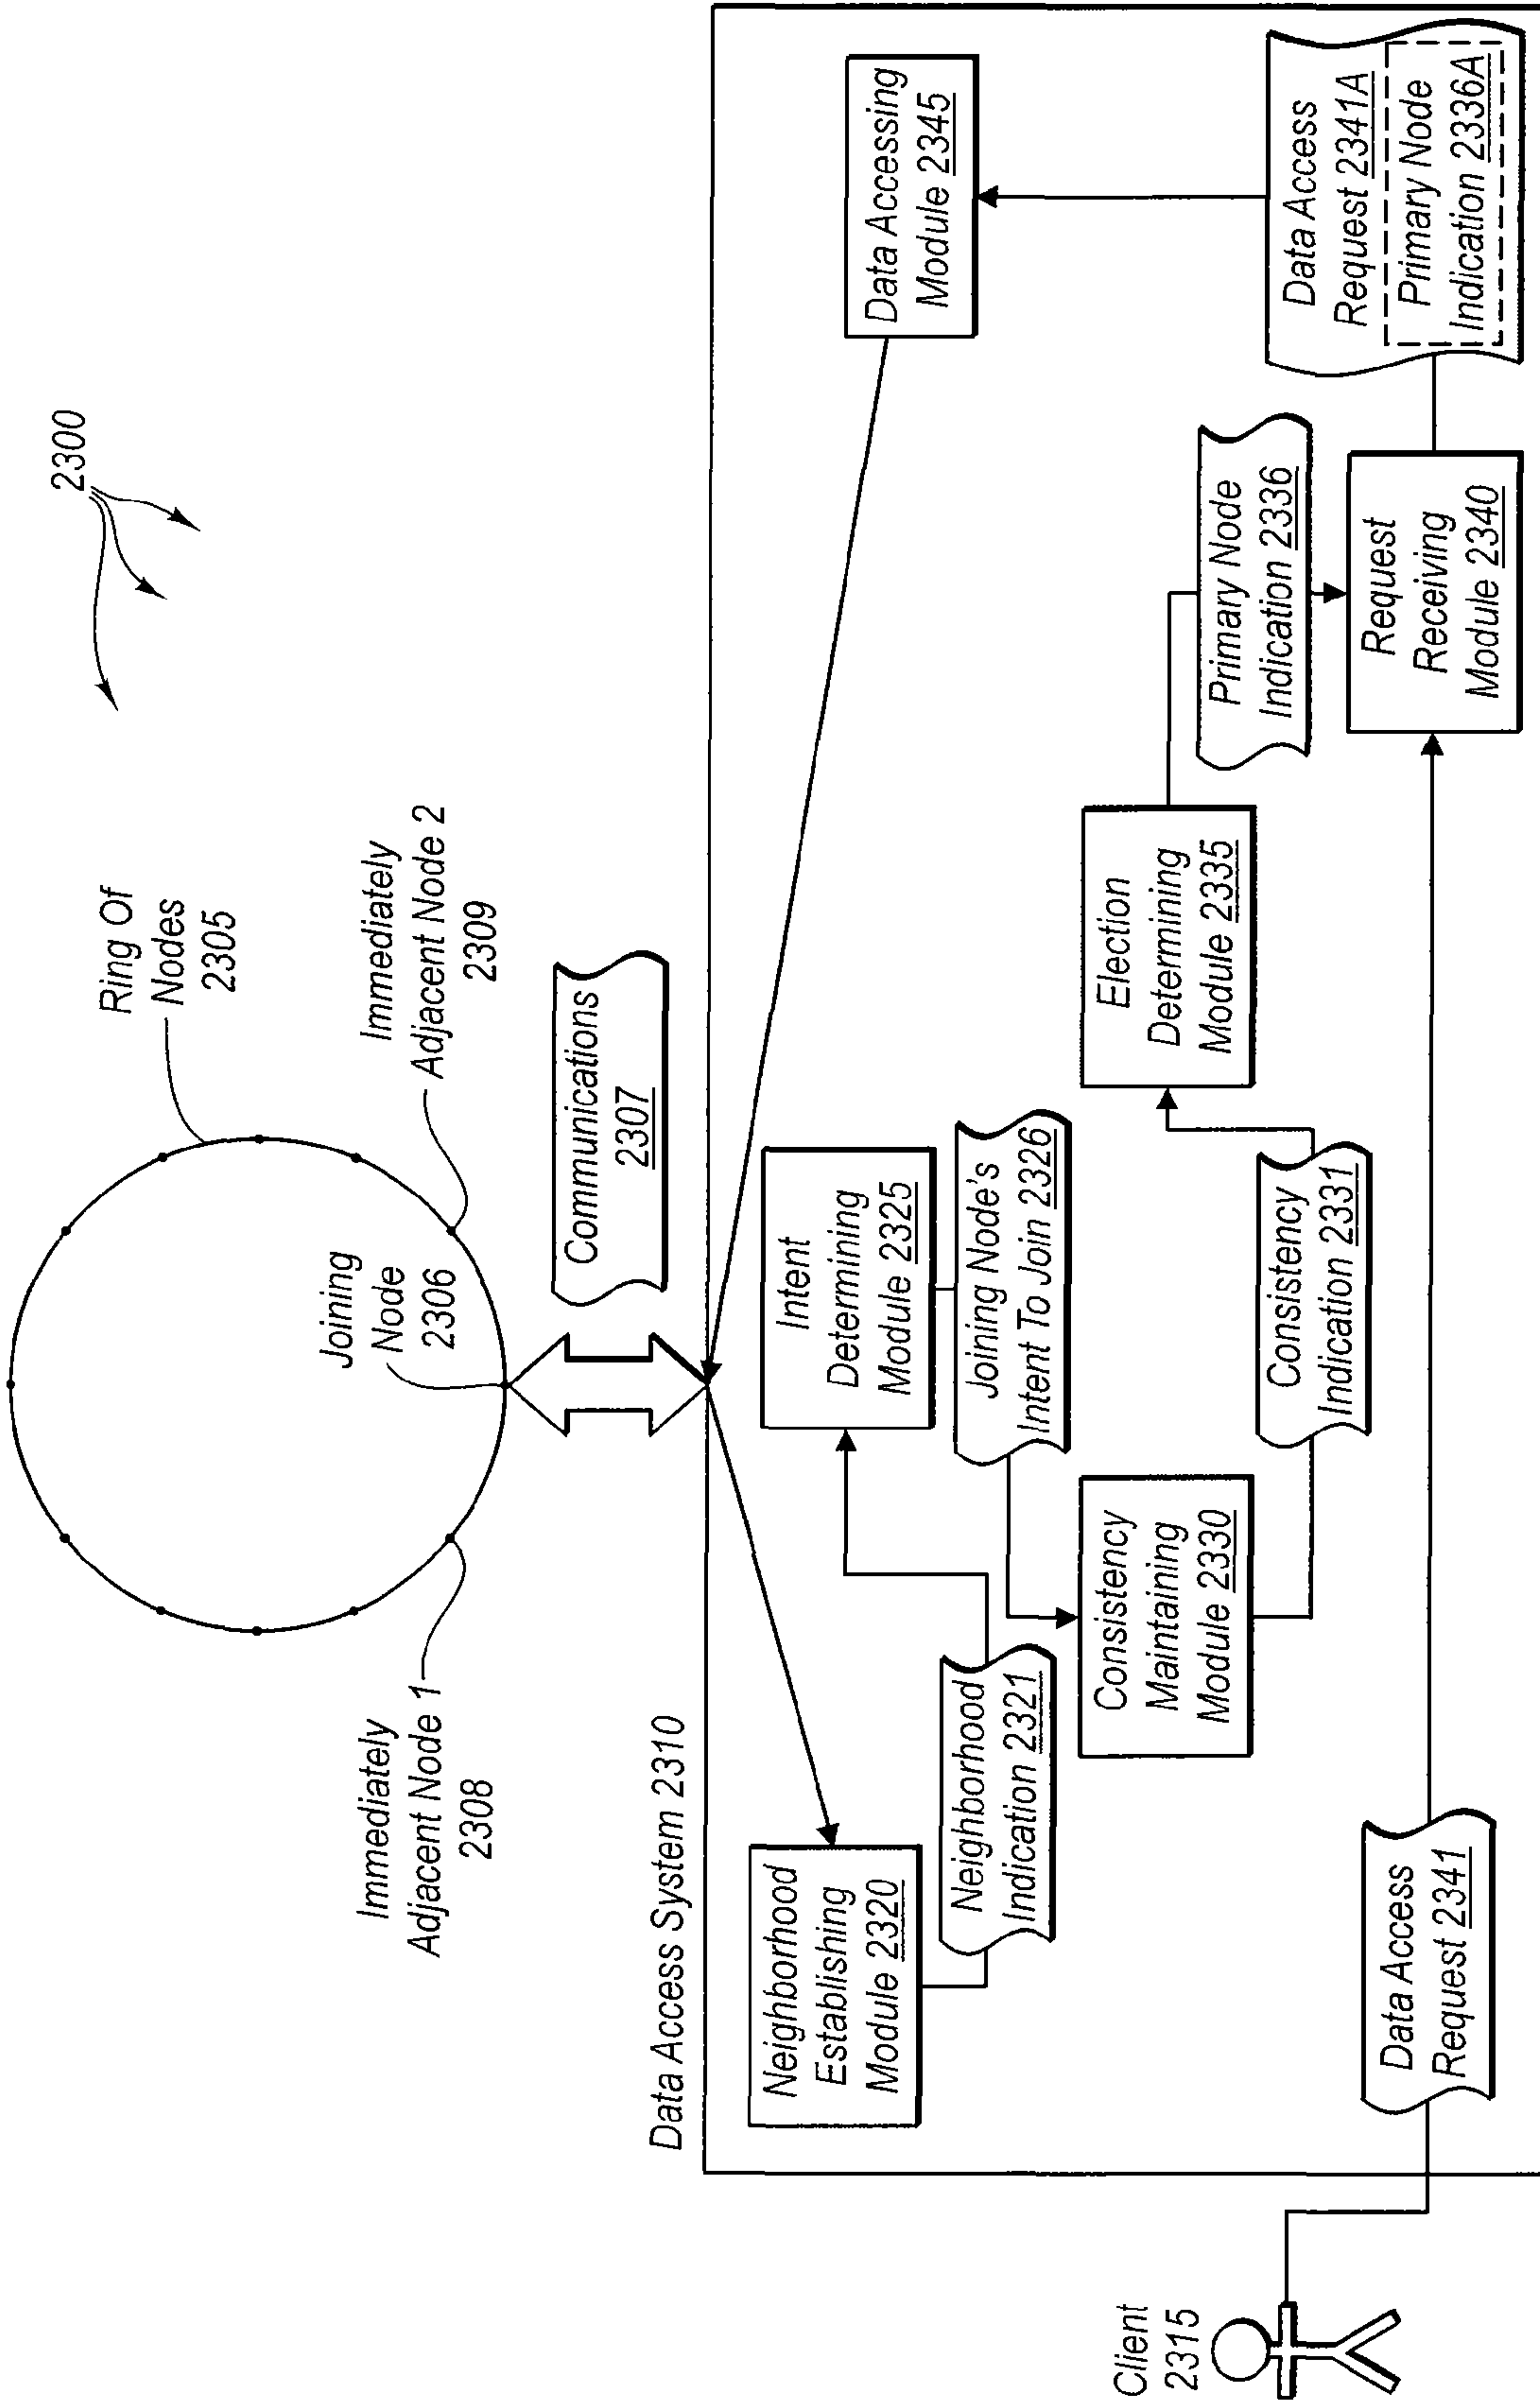 2300
Ring Of
Nodes
2305
Joining
Node
2306
Immediately
Adjacent Node 1
2308
Immediately
Adjacent Node 2
2309
Communications
2307
Data Access System 2310
Client
2315
Neighborhood
Establishing
Module 2320
Neighborhood
Indication 2321
Intent
Determining
Module 2325
Joining Node's
Intent To Join 2326
Consistency
Maintaining
Module 2330
Consistency
Indication 2331
Election
Determining
Module 2335
Primary Node
Indication 2336
Data Access
Request 2341
Request
Receiving
Module 2340
Data Access
Request 2341A
Primary Node
Indication 2336A
Data Accessing
Module 2345